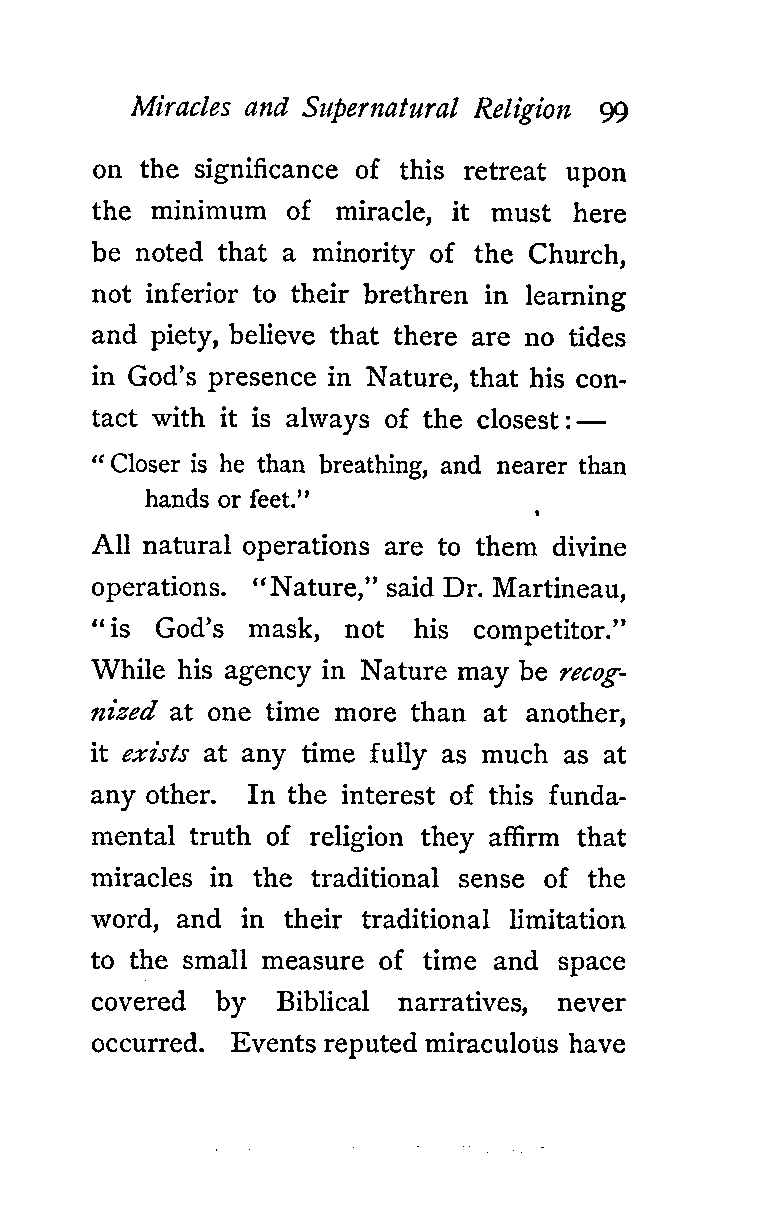 Miracles and Supernatural Religion 99
on the significance of this retreat upon
the minimum of miracle, it must here
be noted that a minority of the Church,
not inferior to their brethren in learning
and piety, believe that there are no tides
in God's presence in Nature, that his con-
tact with it is always of the closest:—
"Closer is he than breathing, and nearer than
hands or feet."
All natural operations are to them divine
operations. "Nature," said Dr. Martineau,
"is God's mask, not his competitor."
While his agency in Nature may be recog-
nized at one time more than at another,
it exists at any time fully as much as at
any other. In the interest of this funda-
mental truth of religion they affirm that
miracles in the traditional sense of the
word, and in their traditional limitation
to the small measure of time and space
covered by Biblical narratives, never
occurred. Events reputed miraculous have